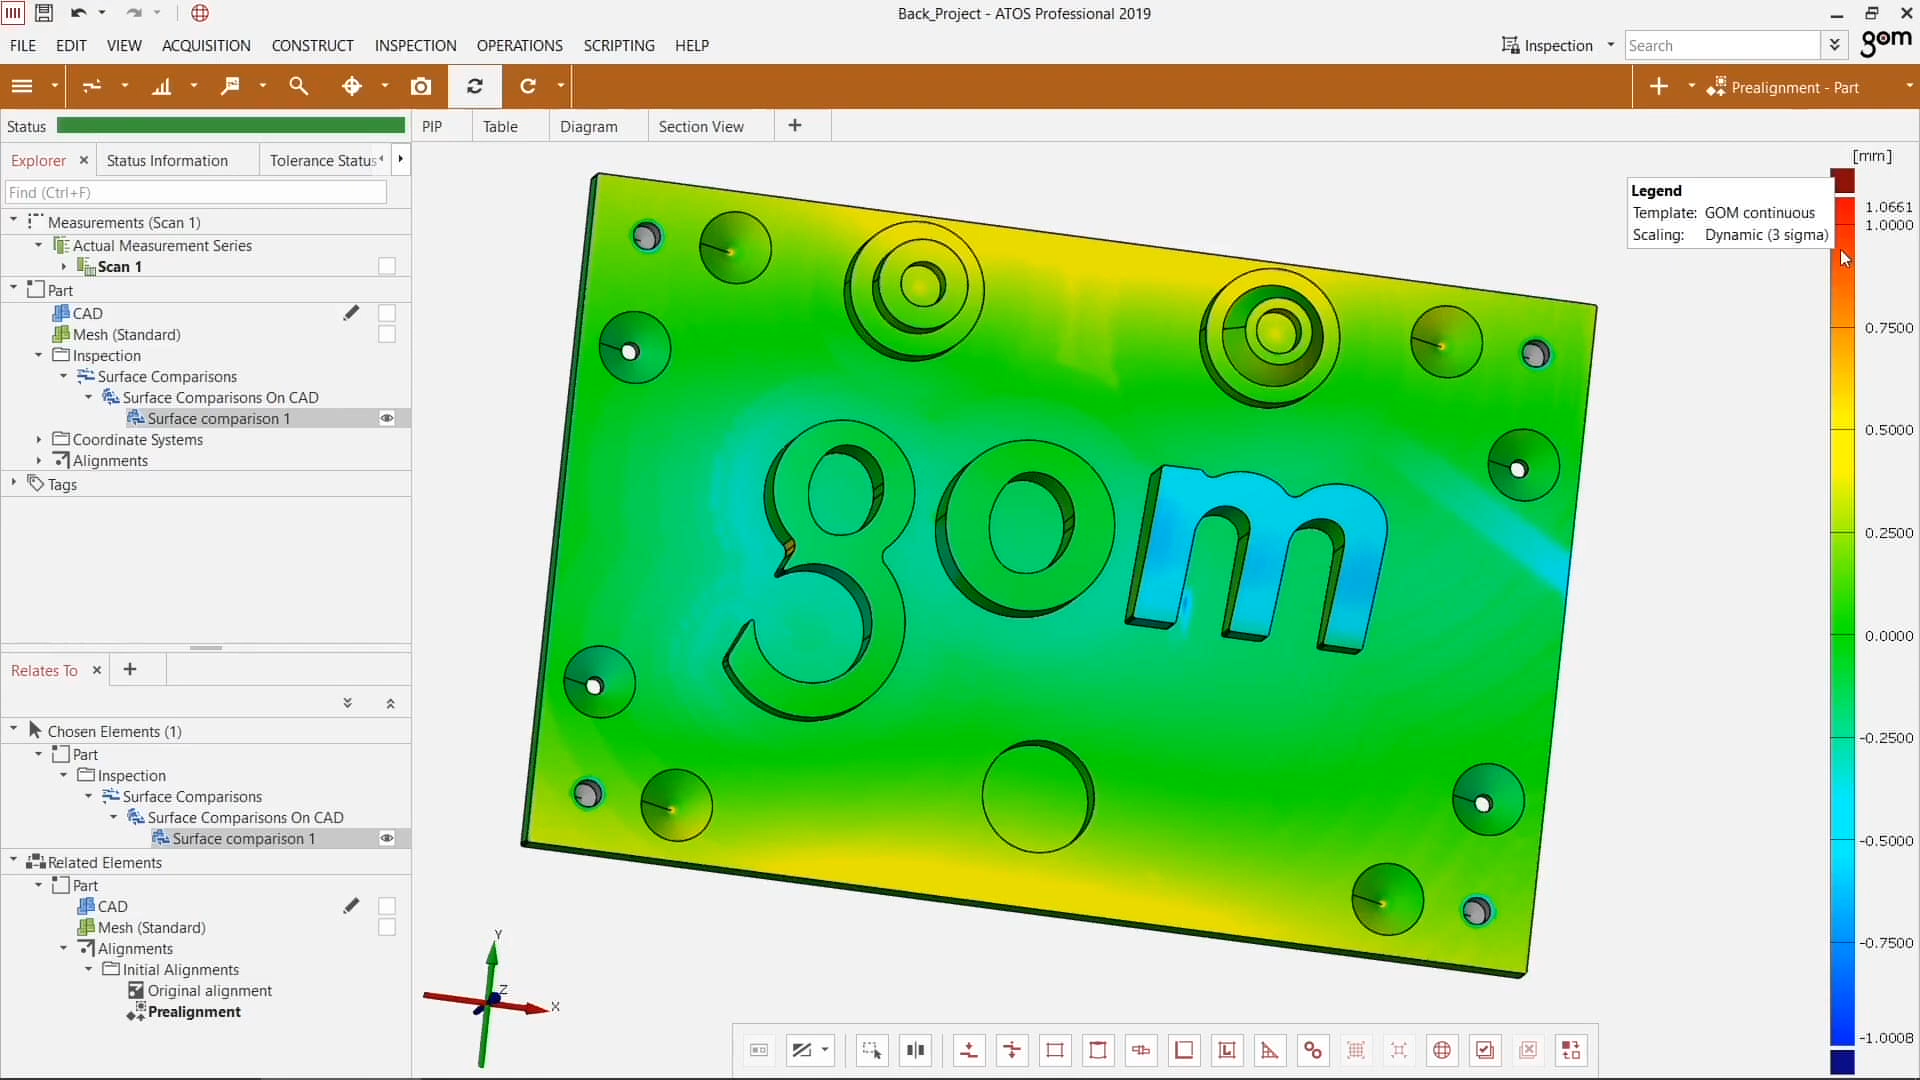 Back_Project - ATOS Professional 2019
FILE EDIT VIEW ACQUISITION CONSTRUCT INSPECTION OPERATIONS SCRIPTING HELP
Inspection
Search
gom
Prealignment - Part
Status
PIP Table Diagram Section View +
Explorer Status Information Tolerance Status
Find (Ctrl+F)
Measurements (Scan 1)
Actual Measurement Series
Scan 1
Part
CAD
Mesh (Standard)
Inspection
Surface Comparisons
Surface Comparisons On CAD
Surface comparison 1
Coordinate Systems
Alignments
Tags
Relates To
Chosen Elements (1)
Part
Inspection
Surface Comparisons
Surface Comparisons On CAD
Surface comparison 1
Related Elements
Part
CAD
Mesh (Standard)
Alignments
Initial Alignments
Original alignment
Prealignment
gom
Y
Z
X
Legend
Template: GOM continuous
Scaling: Dynamic (3 sigma)
[mm]
1.0661
1.0000
0.7500
0.5000
0.2500
0.0000
-0.2500
-0.5000
-0.7500
-1.0008